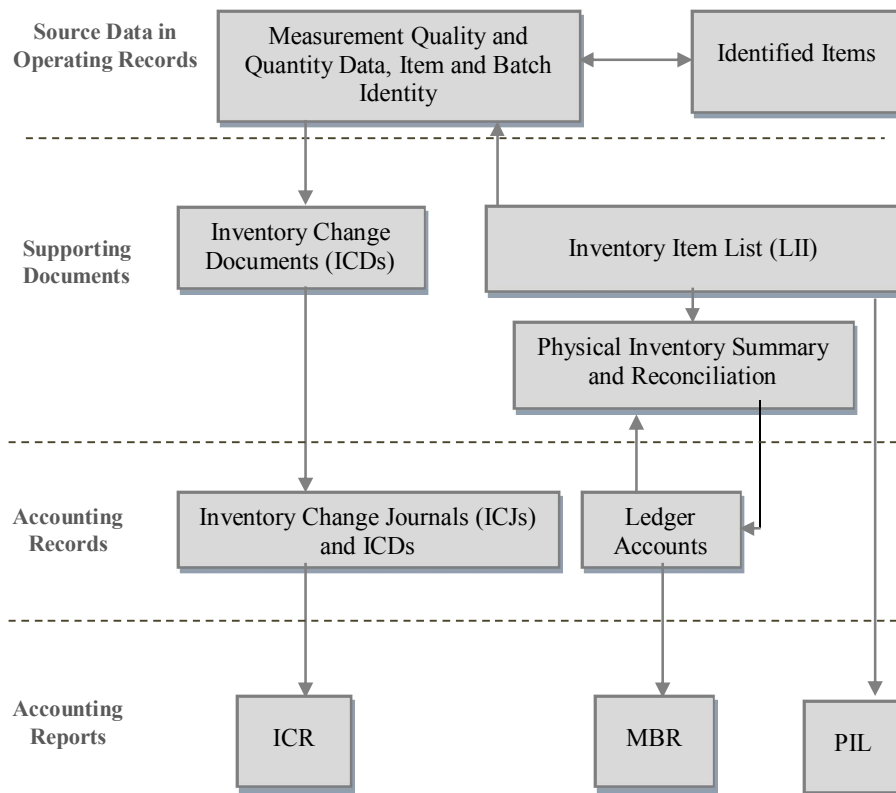 Source Data in
Operating Records
Measurement Quality and
Quantity Data, Item and Batch
Identity
Identified Items
Supporting
Documents
Inventory Change
Documents (ICDs)
Inventory Item List (LII)
Physical Inventory Summary
and Reconciliation
Accounting
Records
Inventory Change Journals (ICJs)
and ICDs
Ledger
Accounts
Accounting
Reports
ICR
MBR
PIL